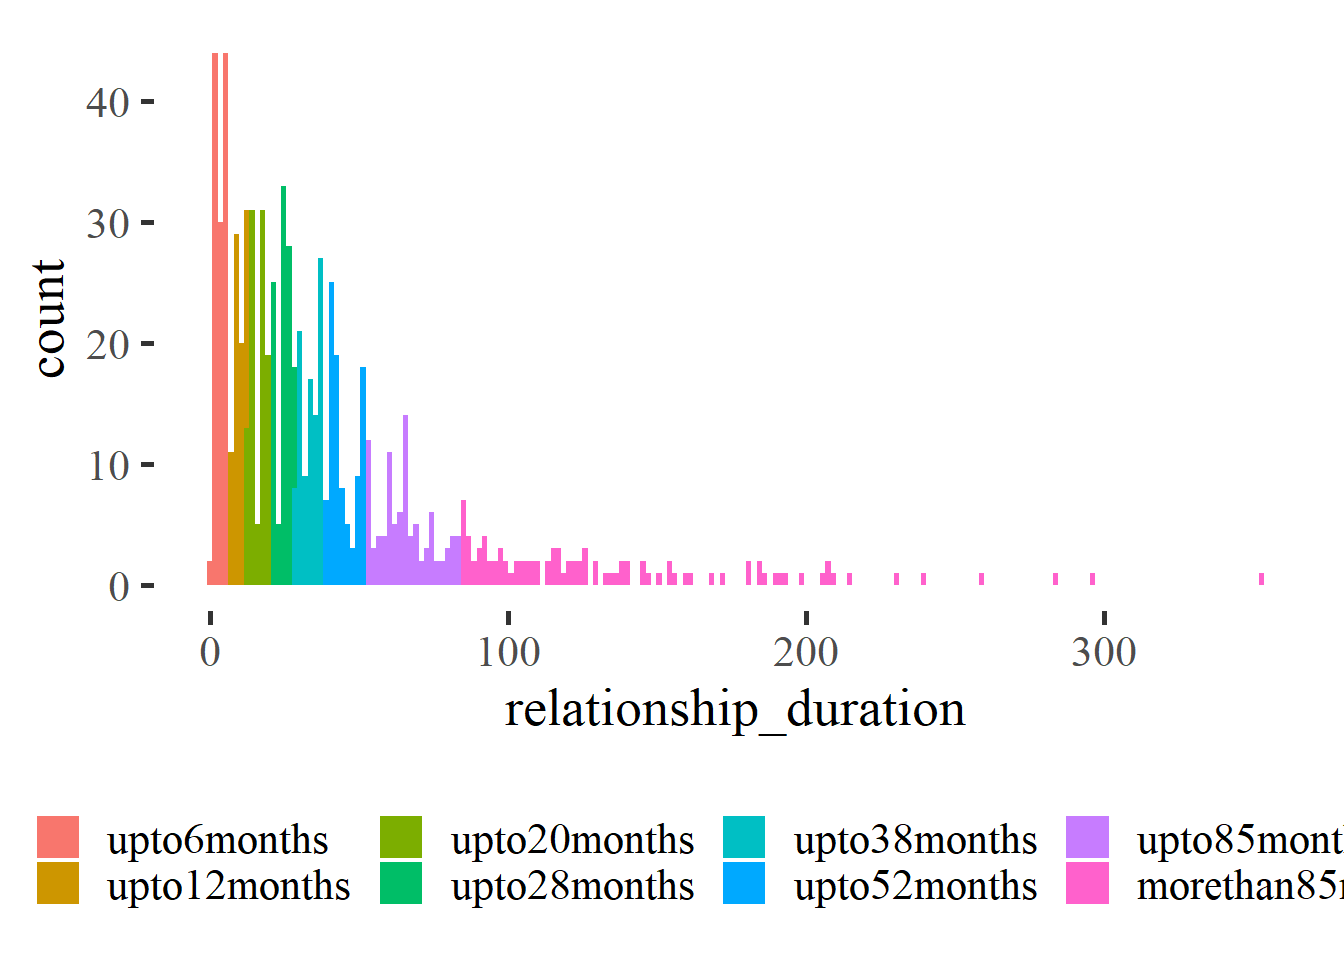 40
30
20
10
0
count
0 100 200 300
relationship_duration
upto6months upto20months upto38months upto85mont
upto12months upto28months upto52months morethan85